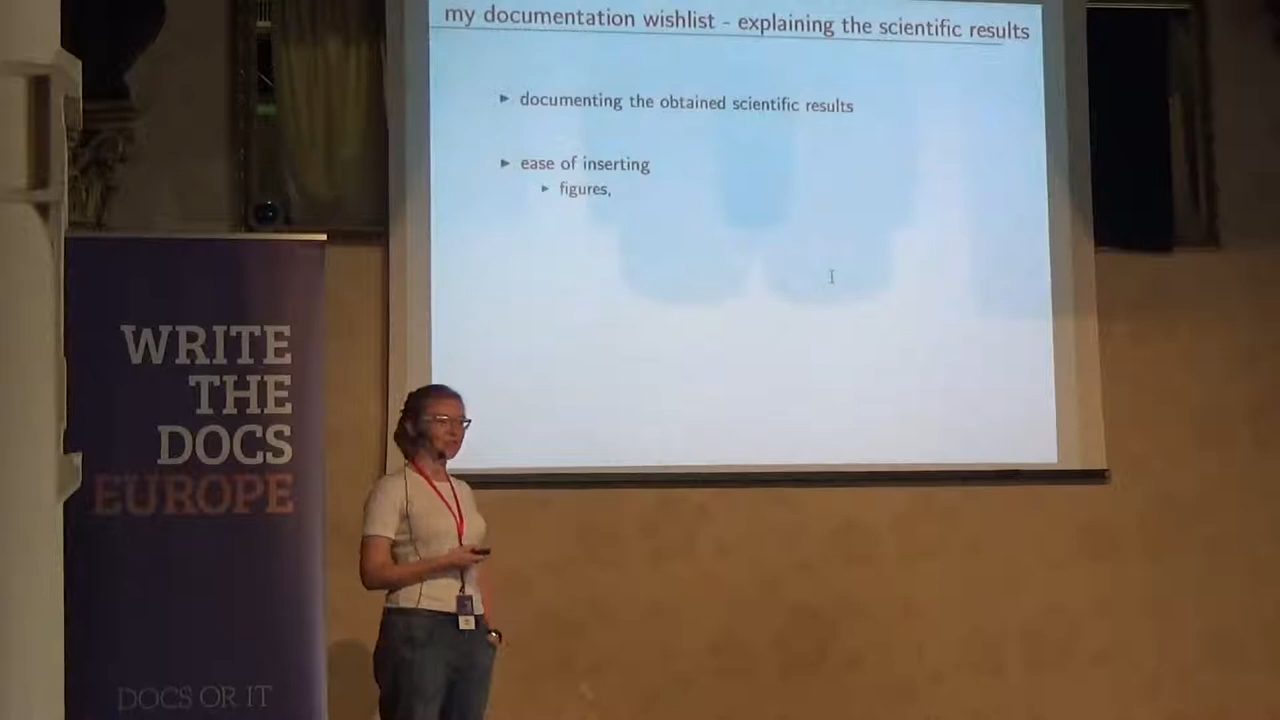 my documentation wishlist - explaining the scientific results
▶ documenting the obtained scientific results
▶ ease of inserting
▶ figures,
WRITE
THE
DOCS
EUROPE
DOCS OR IT